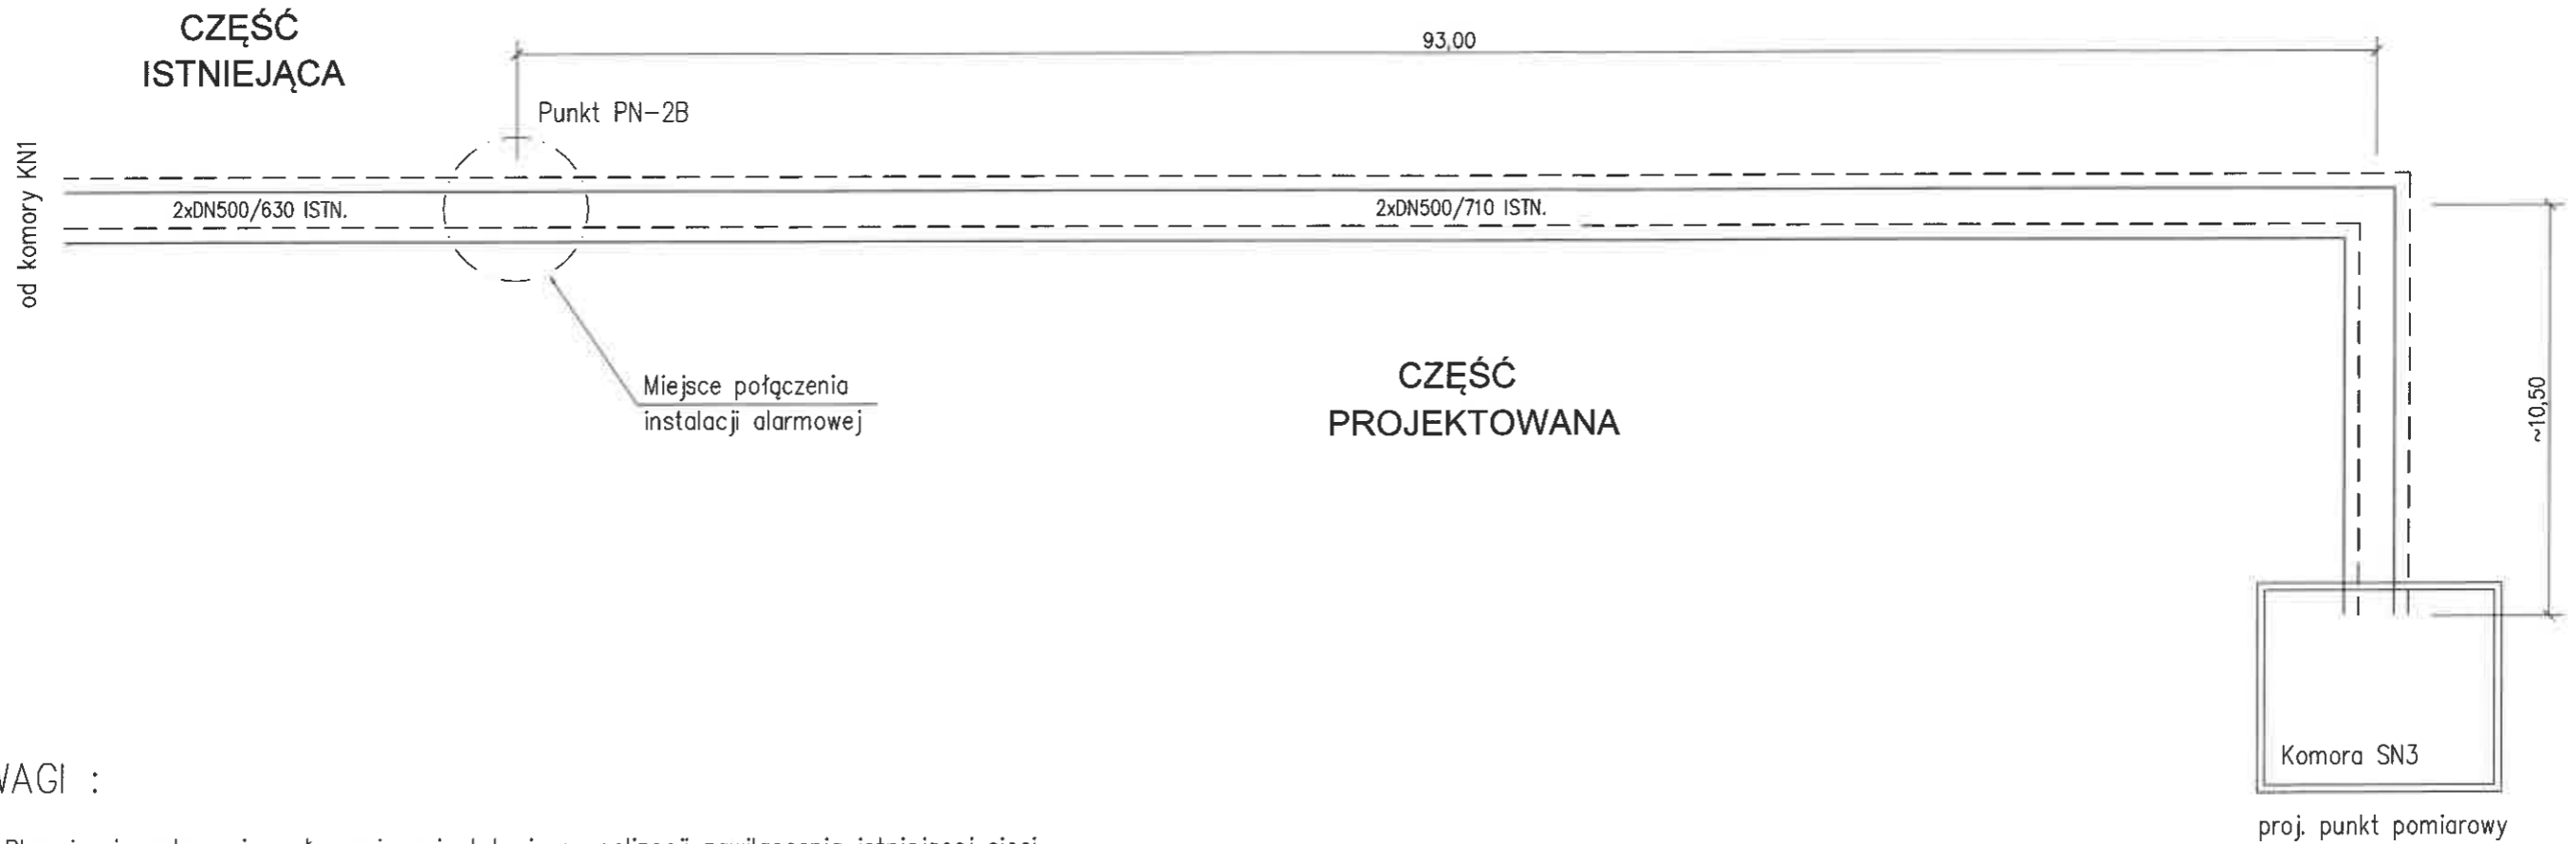 CZĘŚĆ
ISTNIEJĄCA
93,00
Punkt PN-2B
od komory KN1
2xDN500/630 ISTN.
2xDN500/710 ISTN.
Miejsce połączenia
instalacji alarmowej
CZĘŚĆ
PROJEKTOWANA
~10,50
Komora SN3
WAGI :
proj. punkt pomiarowy